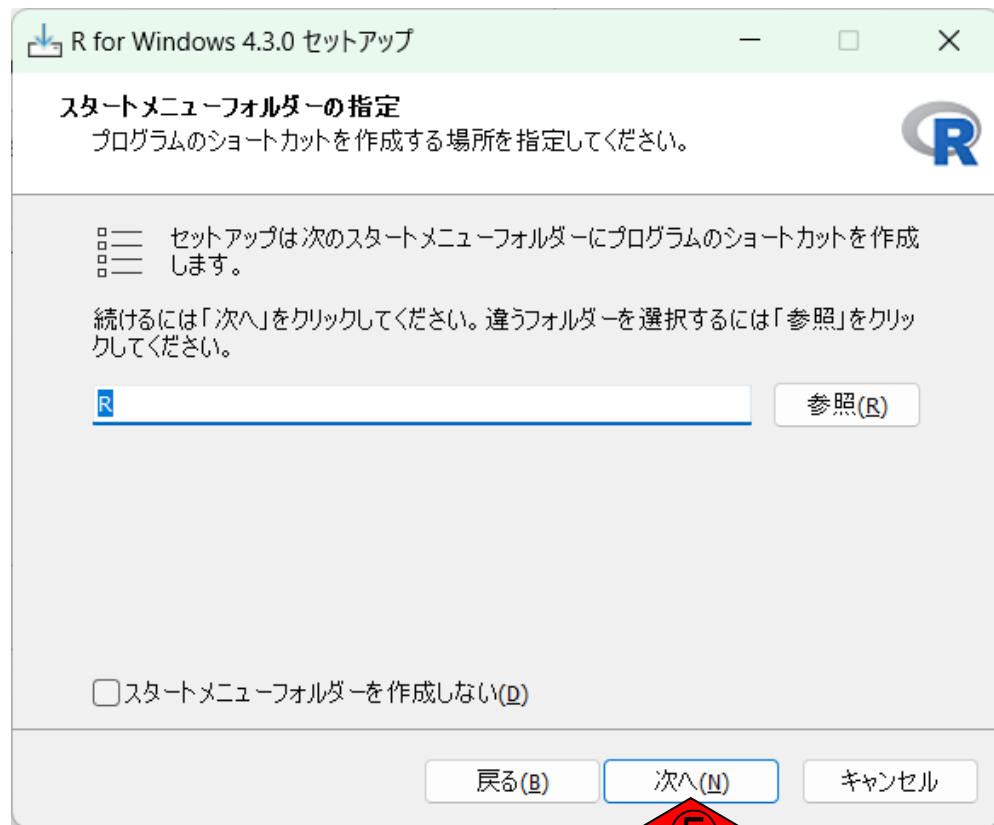 R for Windows 4.3.0 セットアップ
スタートメニューフォルダーの指定
プログラムのショートカットを作成する場所を指定してください。
R
セットアップは次のスタートメニューフォルダーにプログラムのショートカットを作成
します。
続けるには「次へ」をクリックしてください。違うフォルダーを選択するには「参照」をクリッ
クしてください。
R
参照(R)
スタートメニューフォルダーを作成しない(D)
戻る(B)
次へ(N)
キャンセル